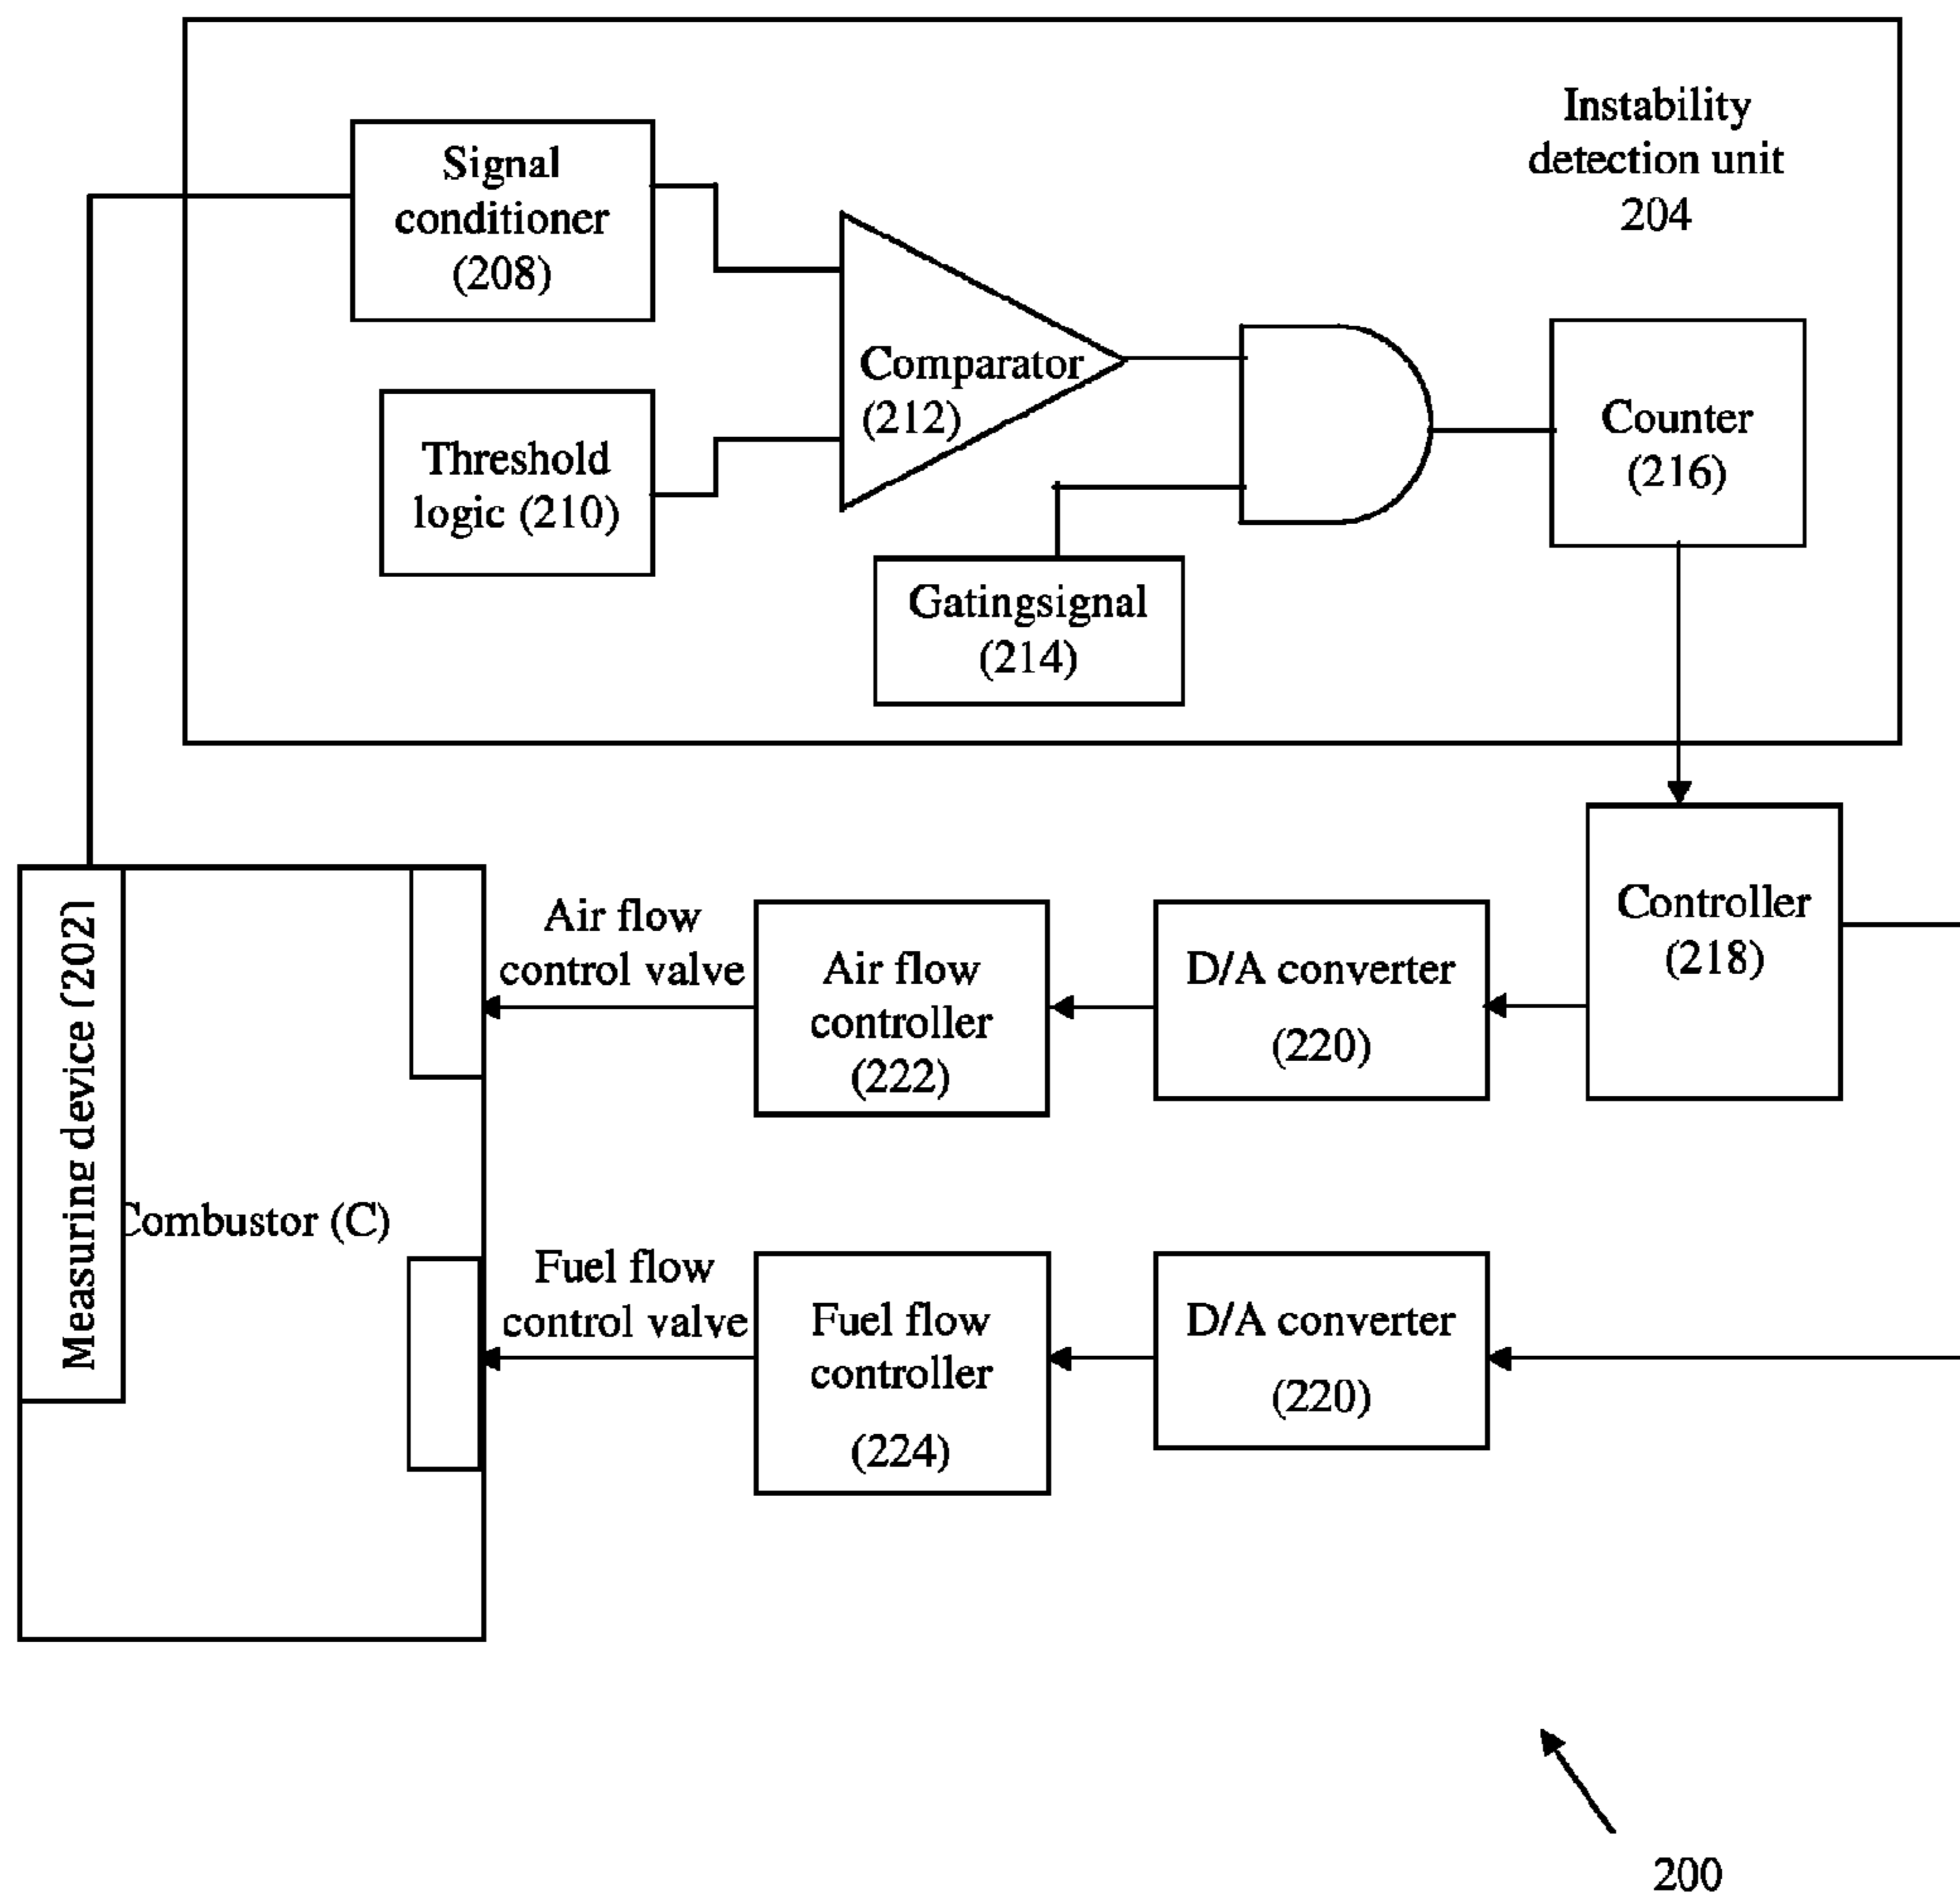 Instability
detection unit
204
Signal
conditioner
(208)
Comparator
(212)
Threshold
logic (210)
Counter
(216)
Gatingsignal
(214)
Controller
(218)
Measuring device (202)
Combustor (C)
Air flow
control valve
Air flow
controller
(222)
D/A converter
(220)
Fuel flow
control valve
Fuel flow
controller
(224)
D/A converter
(220)
200